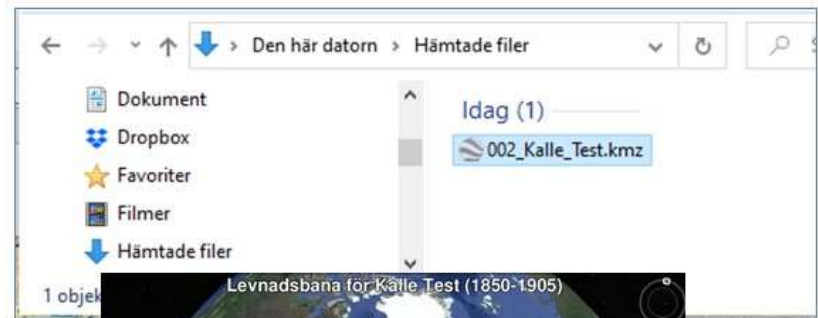 Den här datorn > Hämtade filer
Dokument
Dropbox
Favoriter
Filmer
Hämtade filer
Idag (1)
002_Kalle_Test.kmz
1 objek
Levnadsbana för Kalle Test (1850-1905)